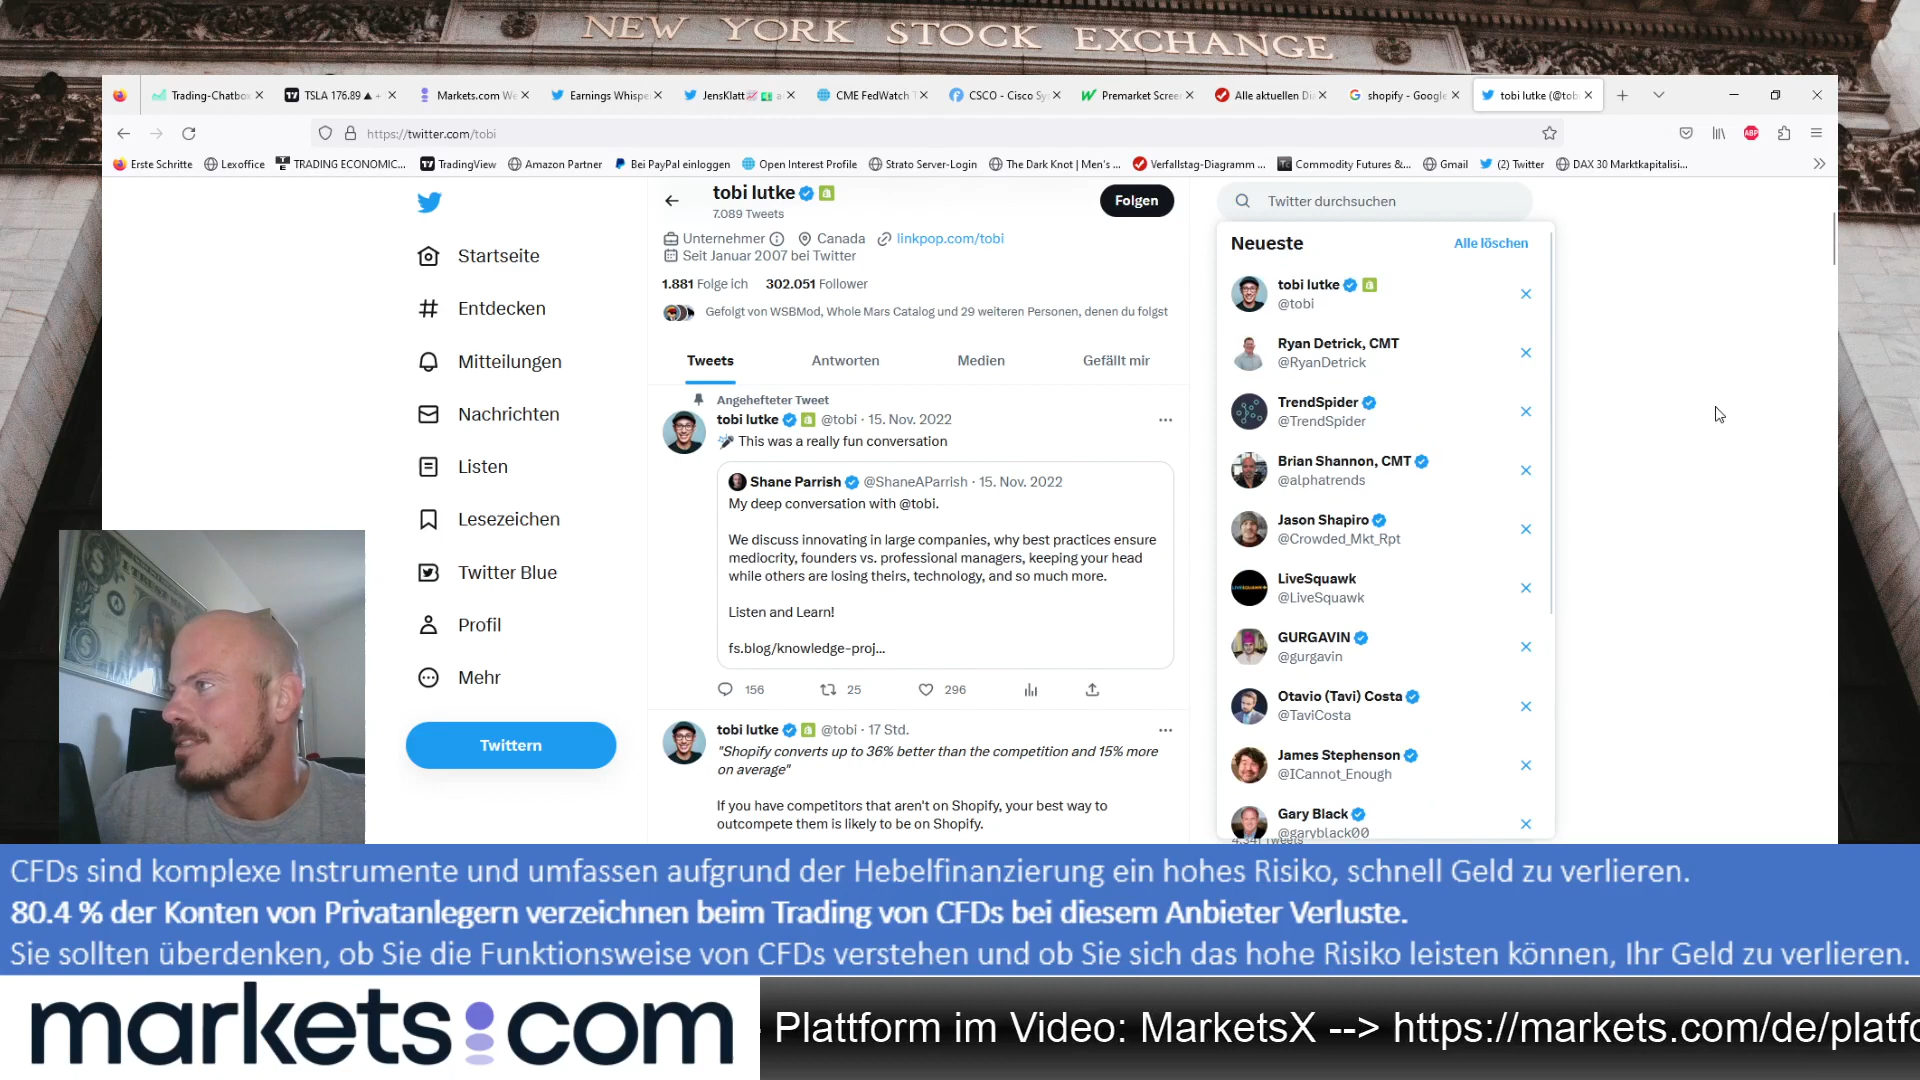 NEW YORK STOCK EXCHANGE
Trading-Chatbox
TSLA 176.89 ▲ +
Markets.com We
Earnings Whispe
JensKlatt
CME FedWatch T
CSCO - Cisco Sy
Premarket Scree
Alle aktuellen Di
shopify - Google
tobi lutke (@tob
https://twitter.com/tobi
Erste Schritte
Lexoffice
TRADING ECONOMIC...
TradingView
Amazon Partner
Bei PayPal einloggen
Open Interest Profile
Strato Server-Login
The Dark Knot | Men's ...
Verfallstag-Diagramm ...
Commodity Futures &...
Gmail
(2) Twitter
DAX 30 Marktkapitalisi...
Startseite
Entdecken
Mitteilungen
Nachrichten
Listen
Lesezeichen
Twitter Blue
Profil
Mehr
Twittern
tobi lutke
7.089 Tweets
Folgen
Unternehmer Canada linkpop.com/tobi
Seit Januar 2007 bei Twitter
1.881 Folge ich 302.051 Follower
Gefolgt von WSBMod, Whole Mars Catalog und 29 weiteren Personen, denen du folgst
Tweets Antworten Medien Gefällt mir
Angehefteter Tweet
tobi lutke @tobi · 15. Nov. 2022
This was a really fun conversation
Shane Parrish @ShaneAParrish · 15. Nov. 2022
My deep conversation with @tobi.
We discuss innovating in large companies, why best practices ensure
mediocrity, founders vs. professional managers, keeping your head
while others are losing theirs, technology, and so much more.
Listen and Learn!
fs.blog/knowledge-proj...
156 25 296
tobi lutke @tobi · 17 Std.
"Shopify converts up to 36% better than the competition and 15% more
on average"
If you have competitors that aren't on Shopify, your best way to
outcompete them is likely to be on Shopify.
Twitter durchsuchen
Neueste
Alle löschen
tobi lutke
@tobi
Ryan Detrick, CMT
@RyanDetrick
TrendSpider
@TrendSpider
Brian Shannon, CMT
@alphatrends
Jason Shapiro
@Crowded_Mkt_Rpt
LiveSquawk
@LiveSquawk
GURGAVIN
@gurgavin
Otavio (Tavi) Costa
@TaviCosta
James Stephenson
@ICannot_Enough
Gary Black
@garyblack00
CFDs sind komplexe Instrumente und umfassen aufgrund der Hebelfinanzierung ein hohes Risiko, schnell Geld zu verlieren.
80.4 % der Konten von Privatanlegern verzeichnen beim Trading von CFDs bei diesem Anbieter Verluste.
Sie sollten überdenken, ob Sie die Funktionsweise von CFDs verstehen und ob Sie sich das hohe Risiko leisten können, Ihr Geld zu verlieren.
markets.com
Plattform im Video: MarketsX --> https://markets.com/de/platfo